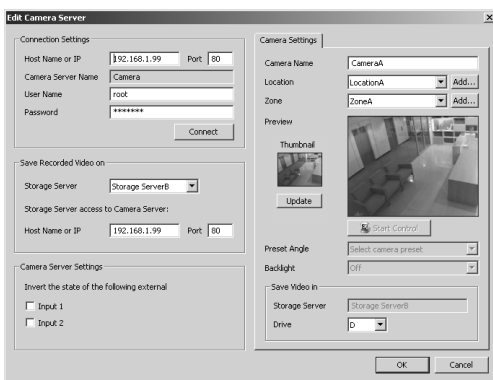 Edit Camera Server
Connection Settings
Host Name or IP 192.168.1.99 Port 80
Camera Server Name Camera
User Name root
Password *******
Connect
Save Recorded Video on
Storage Server Storage ServerB
Storage Server access to Camera Server:
Host Name or IP 192.168.1.99 Port 80
Camera Server Settings
Invert the state of the following external
Input 1
Input 2
Camera Settings
Camera Name CameraA
Location LocationA Add...
Zone ZoneA Add...
Preview
Thumbnail
Update
Start Control
Preset Angle Select camera preset
Backlight Off
Save Video in
Storage Server Storage ServerB
Drive D
OK Cancel